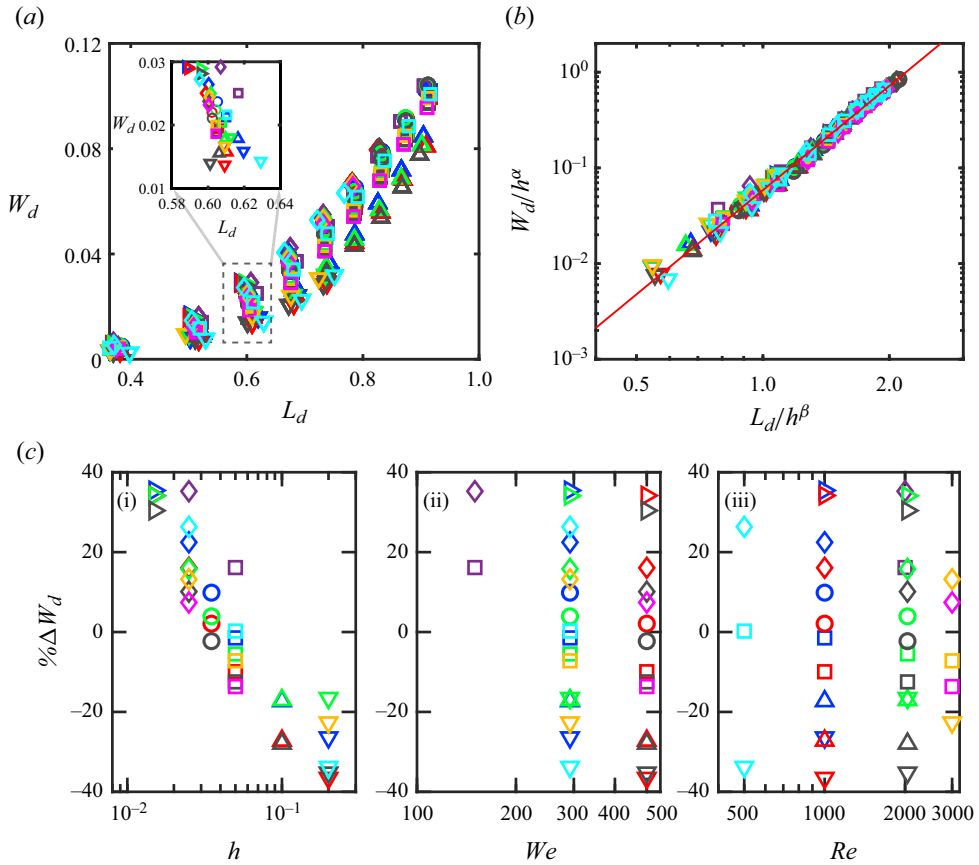 (a)
(b)
0.12
0.08
0.04
0
W_d
0.4 0.6 0.8 1.0
L_d
0.03
0.02
0.01
W_d
0.58 0.60 0.62 0.64
L_d
10^0
10^{-1}
10^{-2}
10^{-3}
W_d/h^α
0.5 1.0 2.0
L_d/h^β
(c)
40
20
0
–20
–40
%ΔW_d
(i)
10^{-2} 10^{-1}
h
40
20
0
–20
–40
(ii)
100 200 300 500
We
40
20
0
–20
–40
(iii)
500 1000 2000 3000
Re